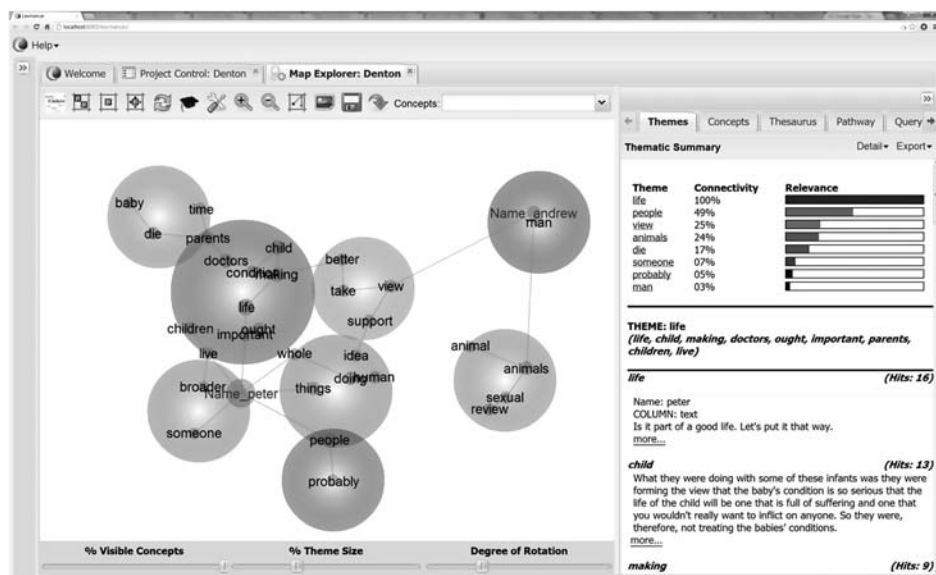 Help
Welcome
Project Control: Denton
Map Explorer: Denton
Concepts:
baby
time
die
parents
doctors
child
condition
making
life
ought
important
children
live
whole
broader
Name_peter
someone
better
take
view
support
idea
doing
human
things
people
probably
Name_andrew
man
animal
animals
sexual
review
% Visible Concepts
% Theme Size
Degree of Rotation
Themes
Concepts
Thesaurus
Pathway
Query
Thematic Summary
Detail
Export
Theme Connectivity Relevance
life 100%
people 49%
view 25%
animals 24%
die 17%
someone 07%
probably 05%
man 03%
THEME: life
(life, child, making, doctors, ought, important, parents,
children, live)
life (Hits: 16)
Name: peter
COLUMN: text
Is it part of a good life. Let's put it that way.
more...
child (Hits: 13)
What they were doing with some of these infants was they were
forming the view that the baby's condition is so serious that the
life of the child will be one that is full of suffering and one that
you wouldn't really want to inflict on anyone. So they were,
therefore, not treating the babies' conditions.
more...
making (Hits: 9)